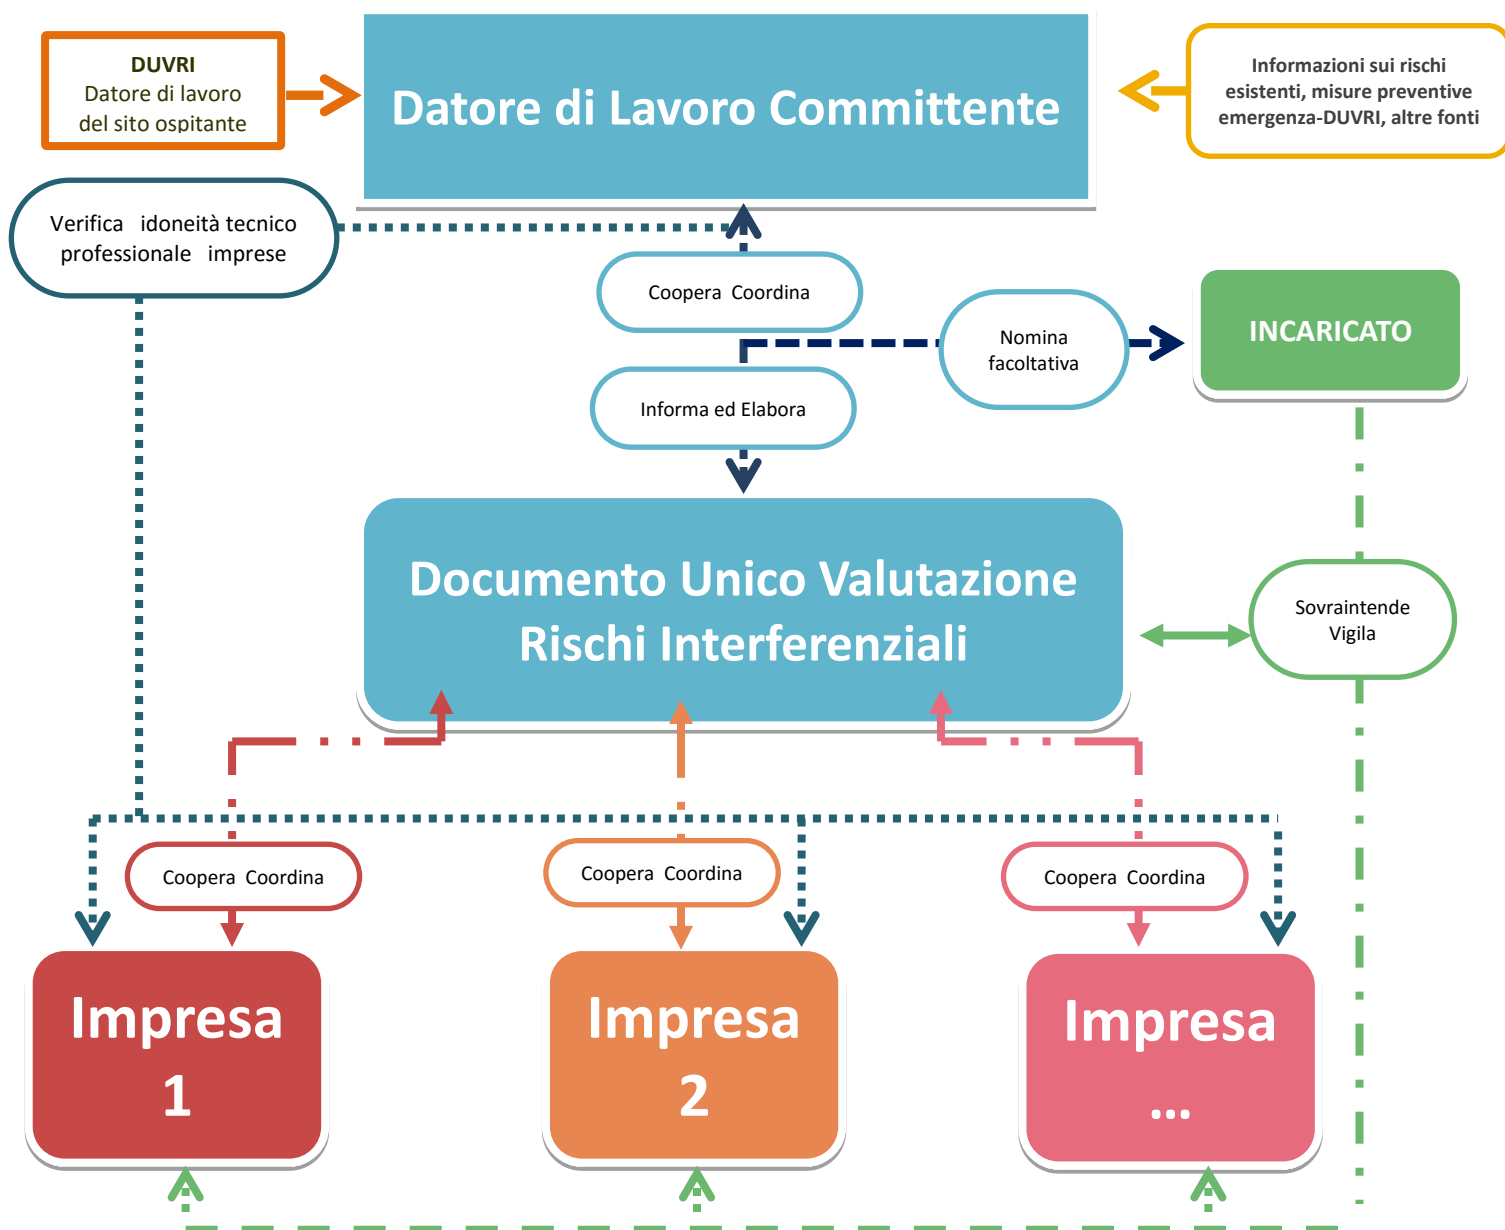 DUVRI
Datore di lavoro
del sito ospitante
Datore di Lavoro Committente
Informazioni sui rischi
esistenti, misure preventive
emergenza-DUVRI, altre fonti
Verifica idoneità tecnico
professionale imprese
Coopera Coordina
Nomina
facoltativa
INCARICATO
Informa ed Elabora
Documento Unico Valutazione
Rischi Interferenziali
Sovraintende
Vigila
Coopera Coordina
Coopera Coordina
Coopera Coordina
Impresa
1
Impresa
2
Impresa
...